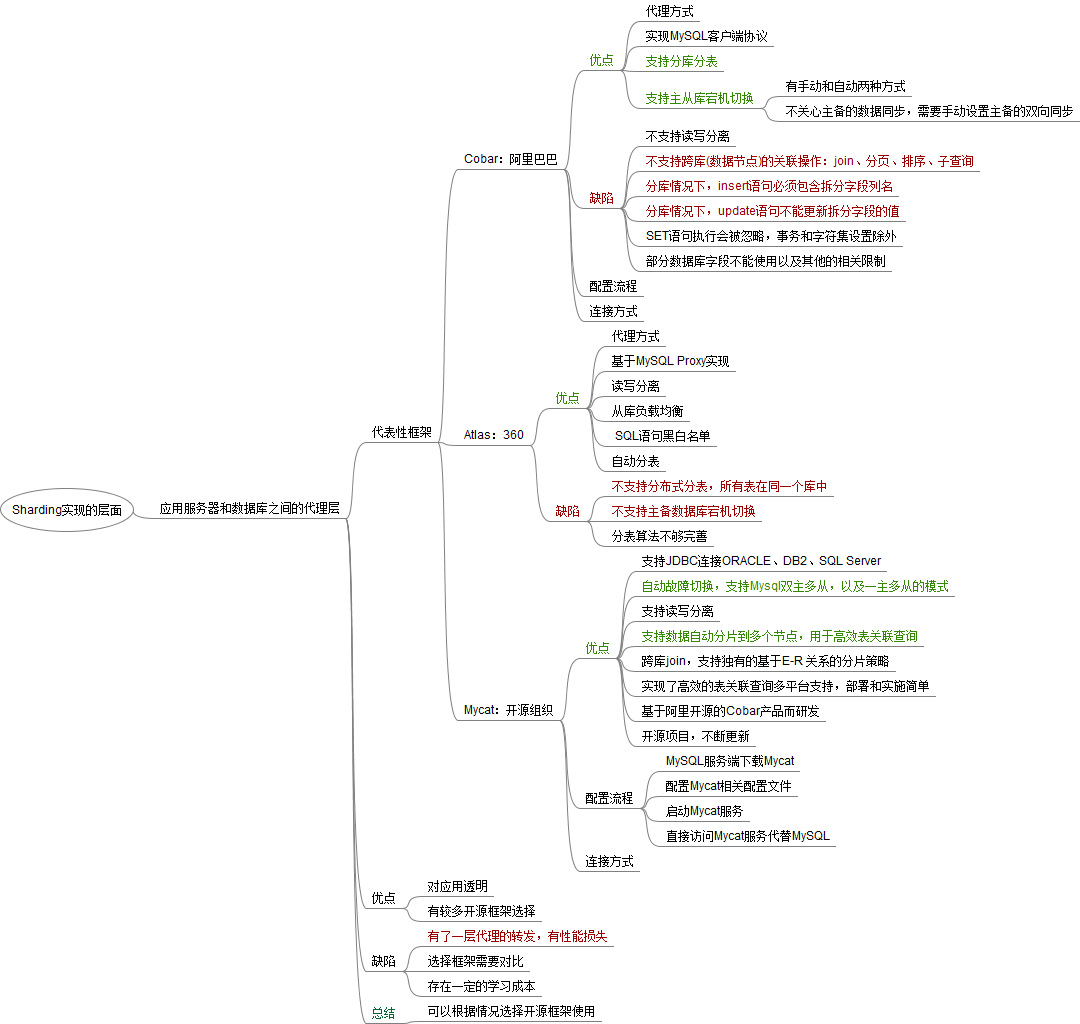 Sharding实现的层面
应用服务器和数据库之间的代理层
代表性框架
Cobar：阿里巴巴
优点
代理方式
实现MySQL客户端协议
支持分库分表
支持主从库宕机切换
有手动和自动两种方式
不关心主备的数据同步，需要手动设置主备的双向同步
缺陷
不支持读写分离
不支持跨库(数据节点)的关联操作：join、分页、排序、子查询
分库情况下，insert语句必须包含拆分字段列名
分库情况下，update语句不能更新拆分字段的值
SET语句执行会被忽略，事务和字符集设置除外
部分数据库字段不能使用以及其他的相关限制
配置流程
连接方式
Atlas：360
优点
代理方式
基于MySQL Proxy实现
读写分离
从库负载均衡
SQL语句黑白名单
自动分表
缺陷
不支持分布式分表，所有表在同一个库中
不支持主备数据库宕机切换
分表算法不够完善
Mycat：开源组织
优点
支持JDBC连接ORACLE、DB2、SQL Server
自动故障切换，支持Mysql双主多从，以及一主多从的模式
支持读写分离
支持数据自动分片到多个节点，用于高效表关联查询
跨库join，支持独有的基于E-R 关系的分片策略
实现了高效的表关联查询多平台支持，部署和实施简单
基于阿里开源的Cobar产品而研发
开源项目，不断更新
配置流程
MySQL服务端下载Mycat
配置Mycat相关配置文件
启动Mycat服务
直接访问Mycat服务代替MySQL
连接方式
优点
对应用透明
有较多开源框架选择
缺陷
有了一层代理的转发，有性能损失
选择框架需要对比
存在一定的学习成本
总结
可以根据情况选择开源框架使用